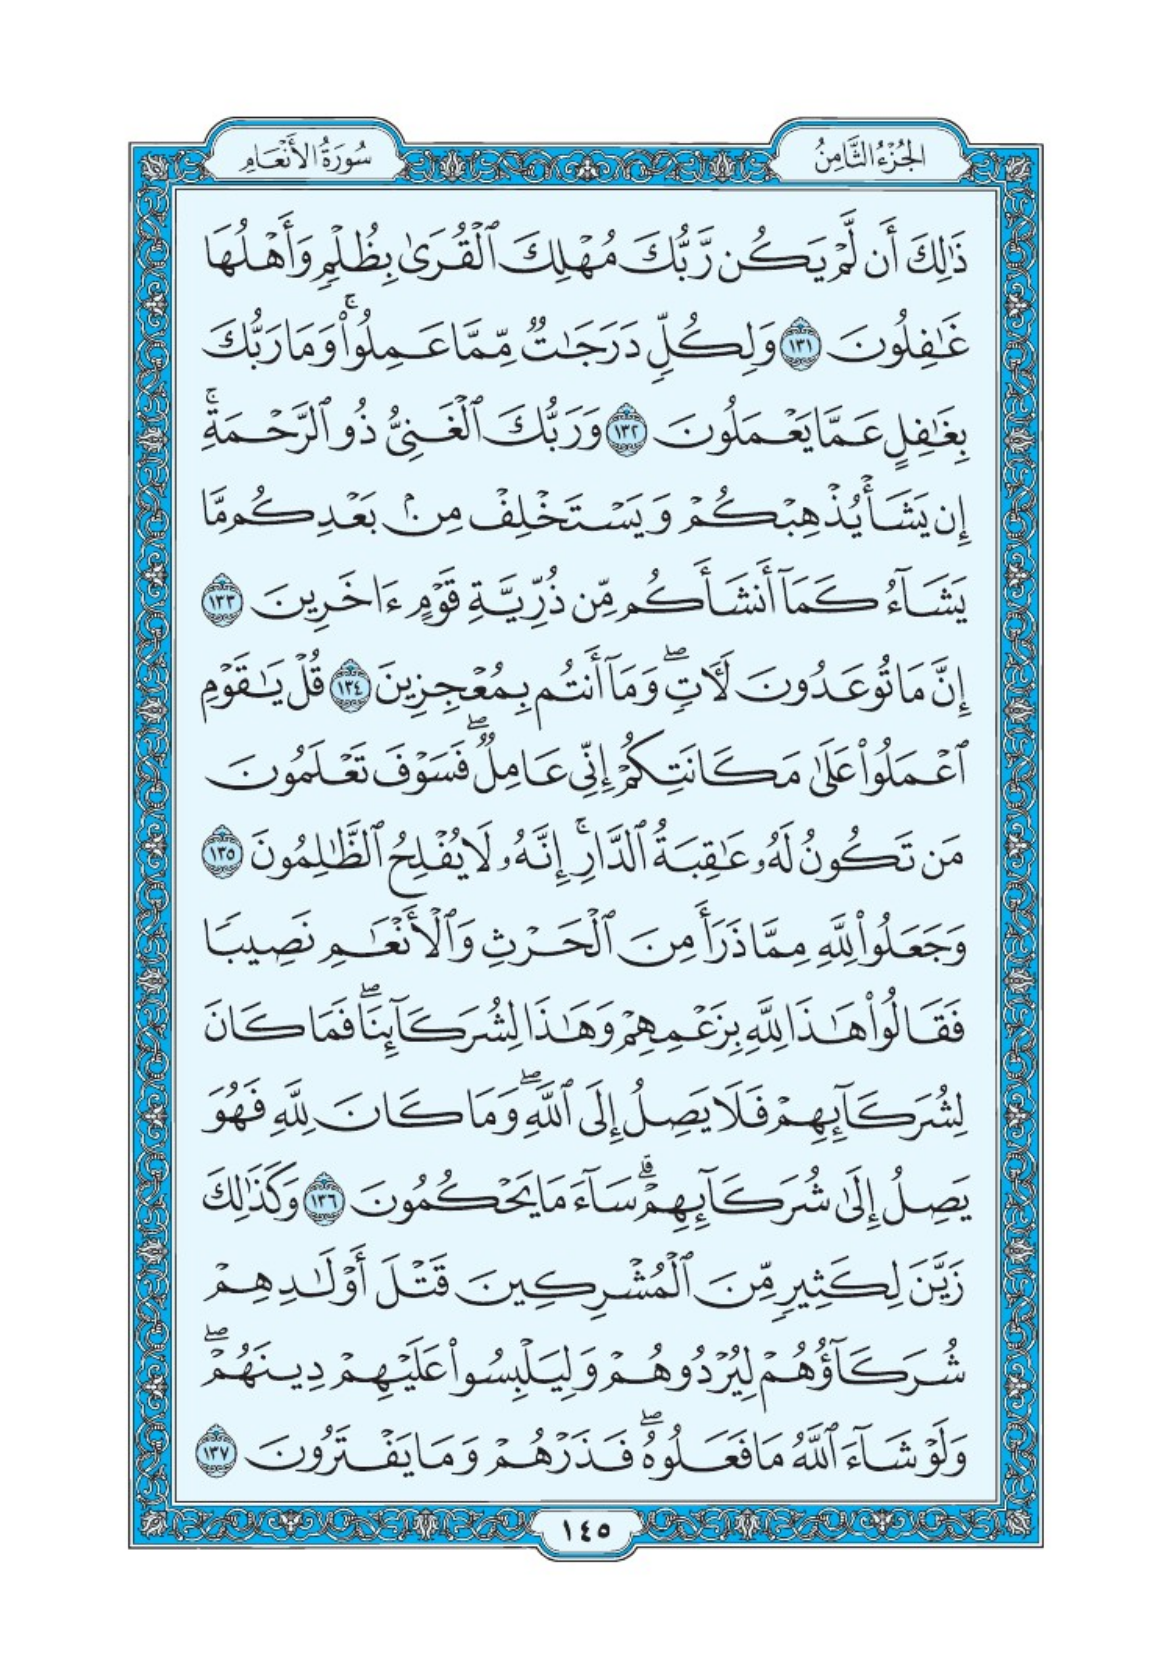 الجُزْءُ الثَّامِنُ
سُورَةُ الأَنْعَام
ذَٰلِكَ أَن لَّمْ يَكُن رَّبُّكَ مُهْلِكَ ٱلْقُرَىٰ بِظُلْمٍ وَأَهْلُهَا
غَٰفِلُونَ ١٣١ وَلِكُلٍّ دَرَجَٰتٌ مِّمَّا عَمِلُوا۟ ۚ وَمَا رَبُّكَ
بِغَٰفِلٍ عَمَّا يَعْمَلُونَ ١٣٢ وَرَبُّكَ ٱلْغَنِىُّ ذُو ٱلرَّحْمَةِ ۚ
إِن يَشَأْ يُذْهِبْكُمْ وَيَسْتَخْلِفْ مِنۢ بَعْدِكُم مَّا
يَشَآءُ كَمَآ أَنشَأَكُم مِّن ذُرِّيَّةِ قَوْمٍ ءَاخَرِينَ ١٣٣
إِنَّ مَا تُوعَدُونَ لَءَاتٍ ۖ وَمَآ أَنتُم بِمُعْجِزِينَ ١٣٤ قُلْ يَٰقَوْمِ
ٱعْمَلُوا۟ عَلَىٰ مَكَانَتِكُمْ إِنِّى عَامِلٌ ۖ فَسَوْفَ تَعْلَمُونَ
مَن تَكُونُ لَهُۥ عَٰقِبَةُ ٱلدَّارِ ۚ إِنَّهُۥ لَا يُفْلِحُ ٱلظَّٰلِمُونَ ١٣٥
وَجَعَلُوا۟ لِلَّهِ مِمَّا ذَرَأَ مِنَ ٱلْحَرْثِ وَٱلْأَنْعَٰمِ نَصِيبًا
فَقَالُوا۟ هَٰذَا لِلَّهِ بِزَعْمِهِمْ وَهَٰذَا لِشُرَكَآئِنَا ۖ فَمَا كَانَ
لِشُرَكَآئِهِمْ فَلَا يَصِلُ إِلَى ٱللَّهِ ۖ وَمَا كَانَ لِلَّهِ فَهُوَ
يَصِلُ إِلَىٰ شُرَكَآئِهِمْ ۗ سَآءَ مَا يَحْكُمُونَ ١٣٦ وَكَذَٰلِكَ
زَيَّنَ لِكَثِيرٍ مِّنَ ٱلْمُشْرِكِينَ قَتْلَ أَوْلَٰدِهِمْ
شُرَكَآؤُهُمْ لِيُرْدُوهُمْ وَلِيَلْبِسُوا۟ عَلَيْهِمْ دِينَهُمْ ۖ
وَلَوْ شَآءَ ٱللَّهُ مَا فَعَلُوهُ ۖ فَذَرْهُمْ وَمَا يَفْتَرُونَ ١٣٧
١٤٥